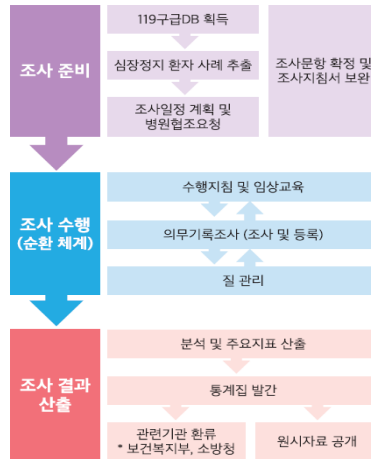 조사 준비
119구급DB 획득
심장정지 환자 사례 추출
조사일정 계획 및
병원협조요청
조사문항 확정 및
조사지침서 보완
조사 수행
(순환 체계)
수행지침 및 임상교육
의무기록조사 (조사 및 등록)
질 관리
조사 결과
산출
분석 및 주요지표 산출
통계집 발간
관련기관 환류
* 보건복지부, 소방청
원시자료 공개